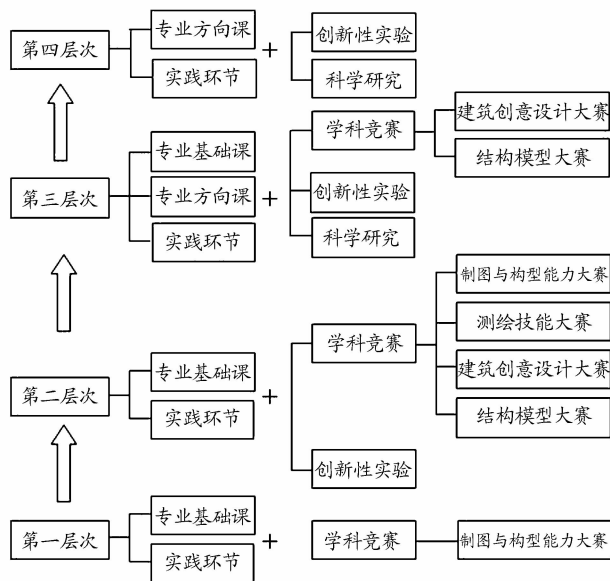 第四层次
专业方向课
实践环节
+
创新性实验
科学研究
第三层次
专业基础课
专业方向课
实践环节
+
学科竞赛
建筑创意设计大赛
结构模型大赛
创新性实验
科学研究
第二层次
专业基础课
实践环节
+
学科竞赛
制图与构型能力大赛
测绘技能大赛
建筑创意设计大赛
结构模型大赛
创新性实验
第一层次
专业基础课
实践环节
+
学科竞赛
制图与构型能力大赛